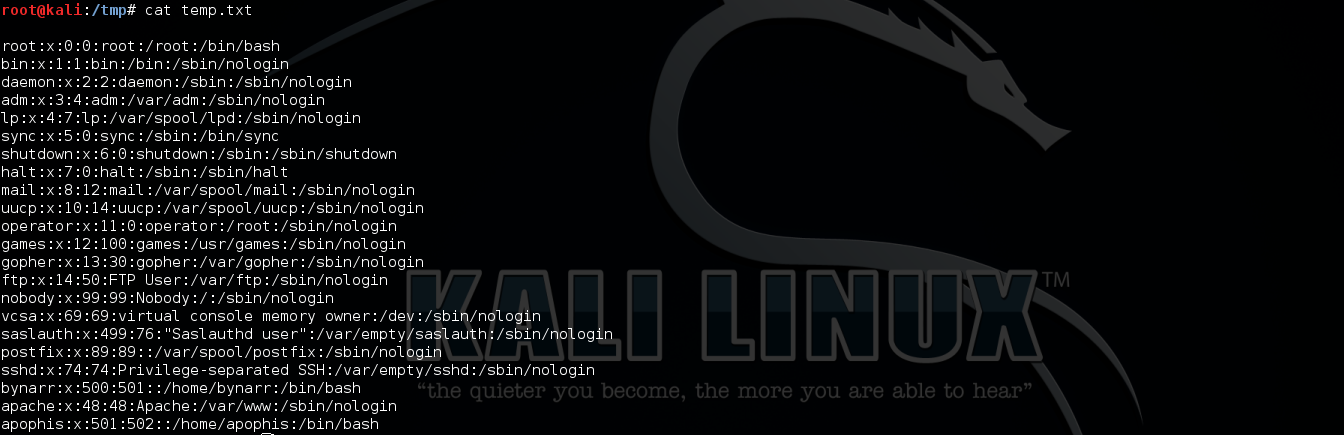 root@kali:/tmp# cat temp.txt
root:x:0:0:root:/root:/bin/bash
bin:x:1:1:bin:/bin:/sbin/nologin
daemon:x:2:2:daemon:/sbin:/sbin/nologin
adm:x:3:4:adm:/var/adm:/sbin/nologin
lp:x:4:7:lp:/var/spool/lpd:/sbin/nologin
sync:x:5:0:sync:/sbin:/bin/sync
shutdown:x:6:0:shutdown:/sbin:/sbin/shutdown
halt:x:7:0:halt:/sbin:/sbin/halt
mail:x:8:12:mail:/var/spool/mail:/sbin/nologin
uucp:x:10:14:uucp:/var/spool/uucp:/sbin/nologin
operator:x:11:0:operator:/root:/sbin/nologin
games:x:12:100:games:/usr/games:/sbin/nologin
gopher:x:13:30:gopher:/var/gopher:/sbin/nologin
ftp:x:14:50:FTP User:/var/ftp:/sbin/nologin
nobody:x:99:99:Nobody:/:/sbin/nologin
vcsa:x:69:69:virtual console memory owner:/dev:/sbin/nologin
saslauth:x:499:76:"Saslauthd user":/var/empty/saslauth:/sbin/nologin
postfix:x:89:89::/var/spool/postfix:/sbin/nologin
sshd:x:74:74:Privilege-separated SSH:/var/empty/sshd:/sbin/nologin
bynarr:x:500:501::/home/bynarr:/bin/bash
apache:x:48:48:Apache:/var/www:/sbin/nologin
apophis:x:501:502::/home/apophis:/bin/bash
KALI LINUX™
“the quieter you become, the more you are able to hear”